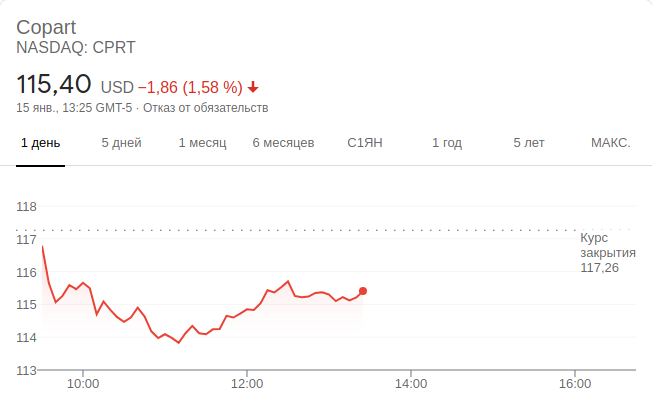 Copart
NASDAQ: CPRT
115,40 USD −1,86 (1,58 %)
15 янв., 13:25 GMT-5 · Отказ от обязательств
1 день 5 дней 1 месяц 6 месяцев С1ЯН 1 год 5 лет МАКС.
118
117
Курс
закрытия
117,26
116
115
114
113
10:00 12:00 14:00 16:00